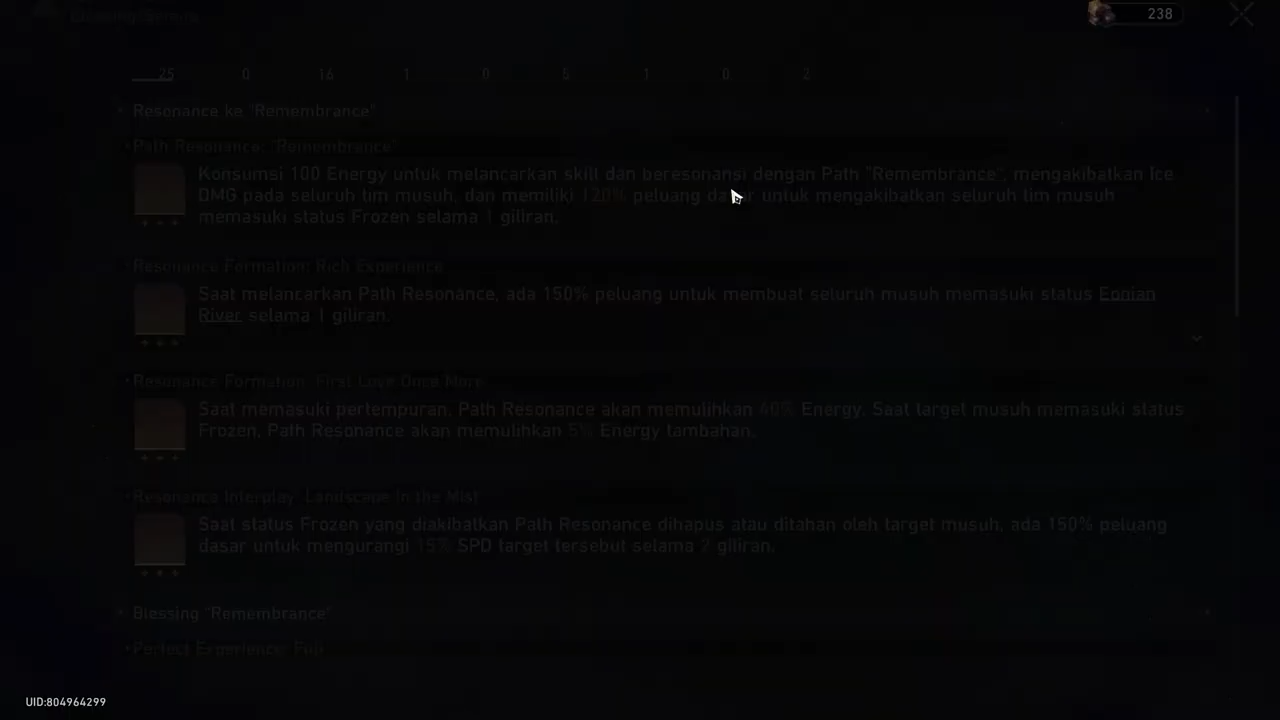 238
25 0 16 1 0 5 1 0 2
Resonance ke "Remembrance"
Path Resonance: "Remembrance"
Konsumsi 100 Energy untuk melancarkan skill dan beresonansi dengan Path "Remembrance", mengakibatkan Ice
DMG pada seluruh tim musuh, dan memiliki 120% peluang dasar untuk mengakibatkan seluruh tim musuh
memasuki status Frozen selama 1 giliran.
Resonance Formation: Rich Experience
Saat melancarkan Path Resonance, ada 150% peluang untuk membuat seluruh musuh memasuki status Eonian
River selama 1 giliran.
Resonance Formation: First Love Once More
Saat memasuki pertempuran, Path Resonance akan memulihkan 40% Energy. Saat target musuh memasuki status
Frozen, Path Resonance akan memulihkan 5% Energy tambahan.
Resonance Interplay: Landscape in the Mist
Saat status Frozen yang diakibatkan Path Resonance dihapus atau ditahan oleh target musuh, ada 150% peluang
dasar untuk mengurangi 15% SPD target tersebut selama 2 giliran.
Blessing "Remembrance"
Perfect Experience: Fuli
UID:804964299